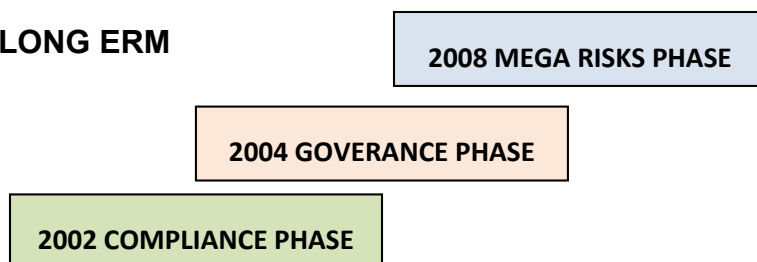 LONG ERM
2008 MEGA RISKS PHASE
2004 GOVERANCE PHASE
2002 COMPLIANCE PHASE